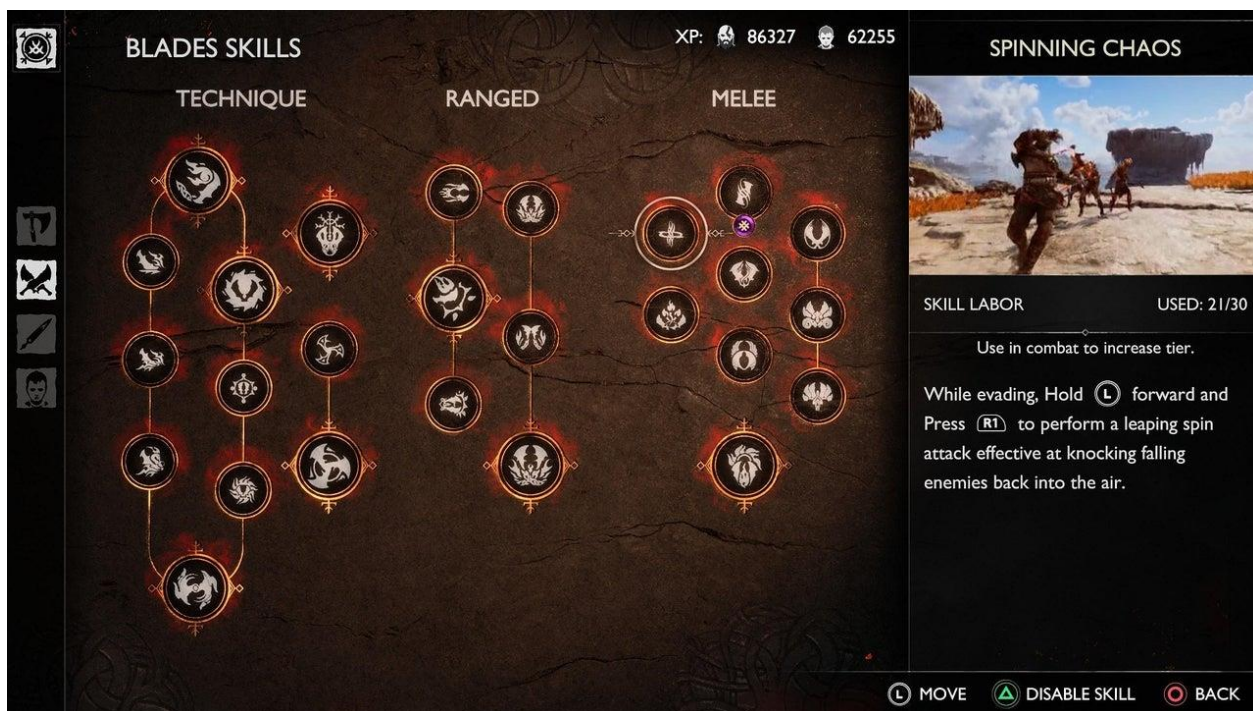 BLADES SKILLS
XP: 86327 62255
TECHNIQUE
RANGED
MELEE
SPINNING CHAOS
SKILL LABOR USED: 21/30
Use in combat to increase tier.
While evading, Hold L forward and
Press R1 to perform a leaping spin
attack effective at knocking falling
enemies back into the air.
L MOVE DISABLE SKILL BACK